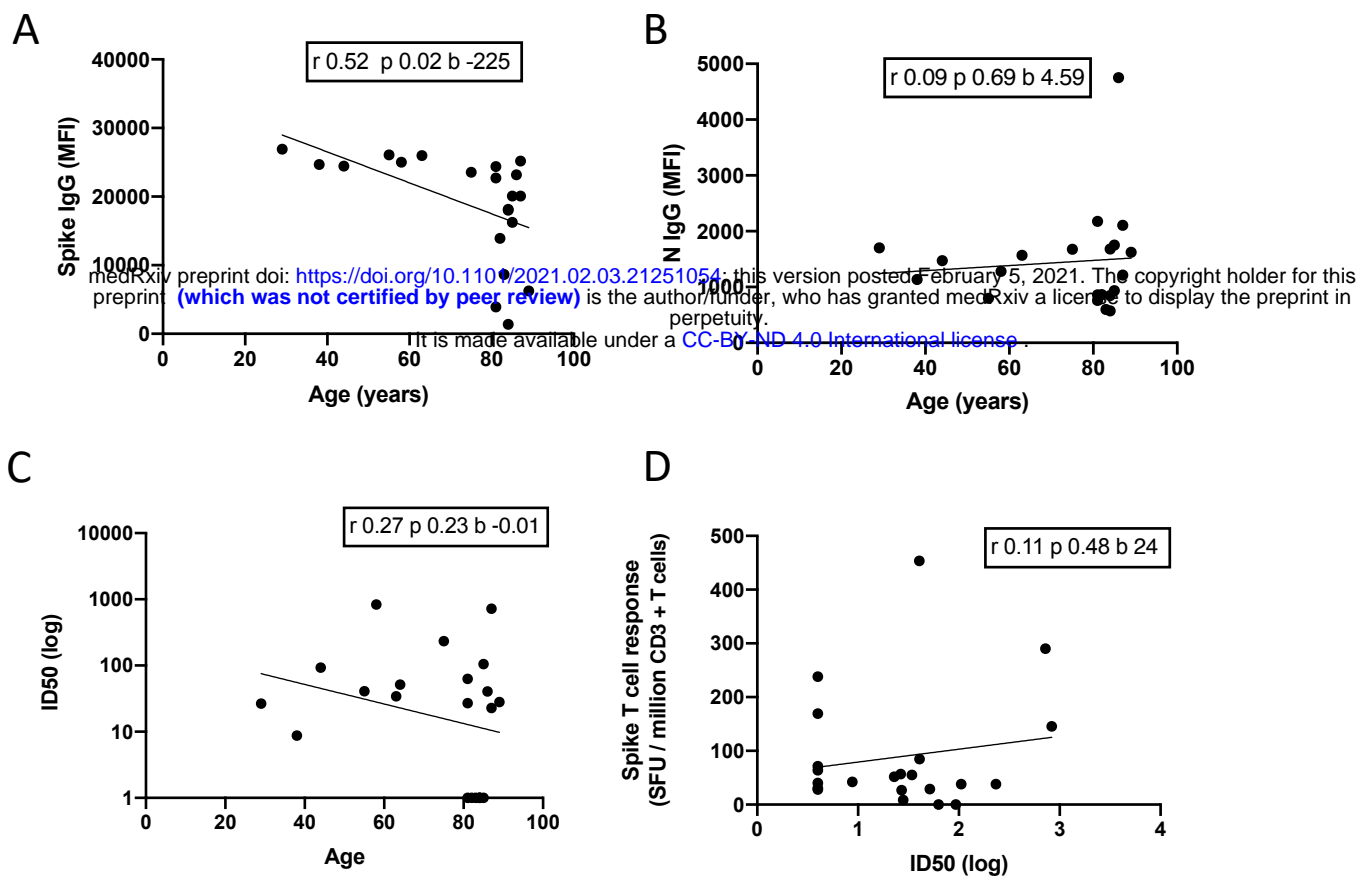 A
r 0.52 p 0.02 b -225
40000
30000
20000
10000
0
Spike IgG (MFI)
0 20 40 60 80 100
Age (years)
B
r 0.09 p 0.69 b 4.59
5000
4000
3000
2000
1000
0
N IgG (MFI)
0 20 40 60 80 100
Age (years)
medRxiv preprint doi: https://doi.org/10.1101/2021.02.03.21251054; this version posted February 5, 2021. The copyright holder for this
preprint (which was not certified by peer review) is the author/funder, who has granted medRxiv a license to display the preprint in
perpetuity.
It is made available under a CC-BY-ND 4.0 International license .
C
r 0.27 p 0.23 b -0.01
10000
1000
100
10
1
ID50 (log)
0 20 40 60 80 100
Age
D
r 0.11 p 0.48 b 24
500
400
300
200
100
0
Spike T cell response
(SFU / million CD3 + T cells)
0 1 2 3 4
ID50 (log)